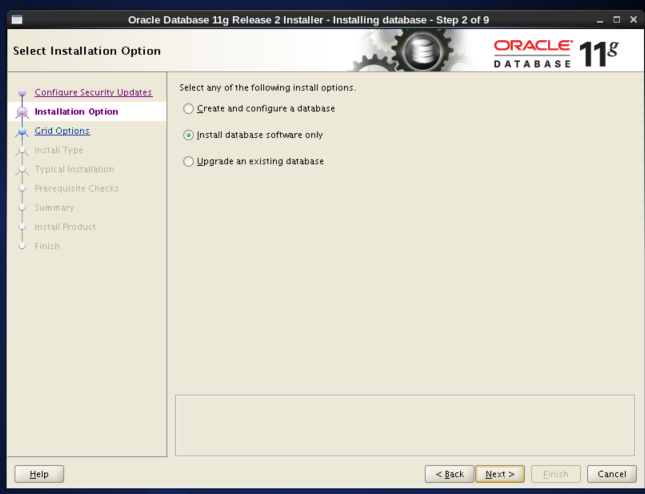 Oracle Database 11g Release 2 Installer - Installing database - Step 2 of 9
Select Installation Option
ORACLE
DATABASE
11g
Configure Security Updates
Installation Option
Grid Options
Install Type
Typical Installation
Prerequisite Checks
Summary
Install Product
Finish
Select any of the following install options.
Create and configure a database
Install database software only
Upgrade an existing database
Help
< Back
Next >
Finish
Cancel